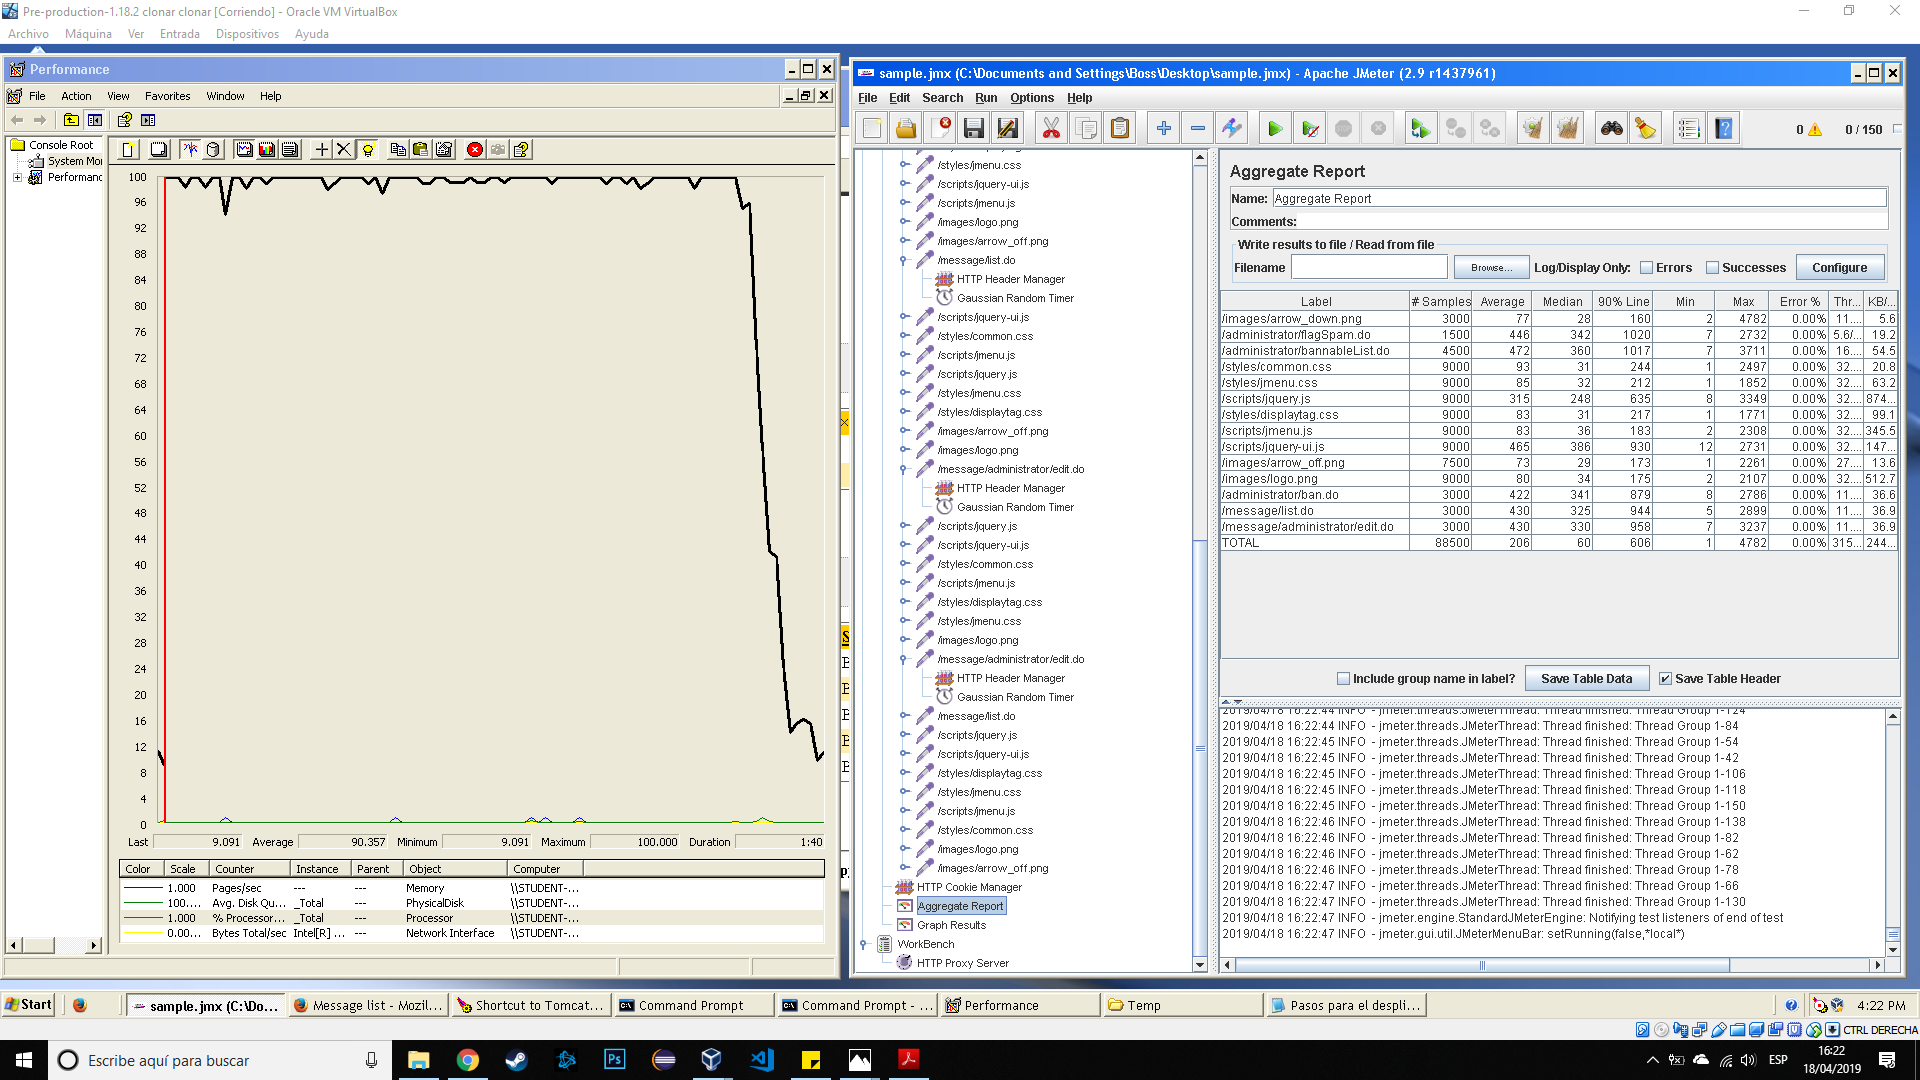 Pre-production-1.18.2 clonar clonar [Corriendo] - Oracle VM VirtualBox
Archivo Máquina Ver Entrada Dispositivos Ayuda
Performance
File Action View Favorites Window Help
Console Root
System Mo
Performanc
100
96
92
88
84
80
76
72
68
64
60
56
52
48
44
40
36
32
28
24
20
16
12
8
4
0
Last 9.091 Average 90.357 Minimum 9.091 Maximum 100.000 Duration 1:40
Color Scale Counter Instance Parent Object Computer
1.000 Pages/sec --- --- Memory \\STUDENT-...
100.... Avg. Disk Qu... _Total --- PhysicalDisk \\STUDENT-...
1.000 % Processor... _Total --- Processor \\STUDENT-...
0.00... Bytes Total/sec Intel[R] ... --- Network Interface \\STUDENT-...
sample.jmx (C:\Documents and Settings\Boss\Desktop\sample.jmx) - Apache JMeter (2.9 r1437961)
File Edit Search Run Options Help
0 0 / 150
/styles/jmenu.css
/scripts/jquery-ui.js
/scripts/jmenu.js
/images/logo.png
/images/arrow_off.png
/message/list.do
HTTP Header Manager
Gaussian Random Timer
/scripts/jquery-ui.js
/styles/common.css
/scripts/jmenu.js
/scripts/jquery.js
/styles/jmenu.css
/styles/displaytag.css
/images/arrow_off.png
/images/logo.png
/message/administrator/edit.do
HTTP Header Manager
Gaussian Random Timer
/scripts/jquery.js
/scripts/jquery-ui.js
/styles/common.css
/scripts/jmenu.js
/styles/displaytag.css
/styles/jmenu.css
/images/logo.png
/message/administrator/edit.do
HTTP Header Manager
Gaussian Random Timer
/message/list.do
/scripts/jquery.js
/scripts/jquery-ui.js
/styles/displaytag.css
/styles/jmenu.css
/scripts/jmenu.js
/styles/common.css
/images/logo.png
/images/arrow_off.png
HTTP Cookie Manager
Aggregate Report
Graph Results
WorkBench
HTTP Proxy Server
Aggregate Report
Name: Aggregate Report
Comments:
Write results to file / Read from file
Filename Browse... Log/Display Only: Errors Successes Configure
Label # Samples Average Median 90% Line Min Max Error % Thr... KB/...
/images/arrow_down.png 3000 77 28 160 2 4782 0.00% 11.... 5.6
/administrator/flagSpam.do 1500 446 342 1020 7 2732 0.00% 5.6/... 19.2
/administrator/bannableList.do 4500 472 360 1017 7 3711 0.00% 16.... 54.5
/styles/common.css 9000 93 31 244 1 2497 0.00% 32.... 20.8
/styles/jmenu.css 9000 85 32 212 1 1852 0.00% 32.... 63.2
/scripts/jquery.js 9000 315 248 635 8 3349 0.00% 32.... 874...
/styles/displaytag.css 9000 83 31 217 1 1771 0.00% 32.... 99.1
/scripts/jmenu.js 9000 83 36 183 2 2308 0.00% 32.... 345.5
/scripts/jquery-ui.js 9000 465 386 930 12 2731 0.00% 32.... 147...
/images/arrow_off.png 7500 73 29 173 1 2261 0.00% 27.... 13.6
/images/logo.png 9000 80 34 175 2 2107 0.00% 32.... 512.7
/administrator/ban.do 3000 422 341 879 8 2786 0.00% 11.... 36.6
/message/list.do 3000 430 325 944 5 2899 0.00% 11.... 36.9
/message/administrator/edit.do 3000 430 330 958 7 3237 0.00% 11.... 36.9
TOTAL 88500 206 60 606 1 4782 0.00% 315... 244...
Include group name in label? Save Table Data Save Table Header
2019/04/18 16:22:44 INFO - jmeter.threads.JMeterThread: Thread finished: Thread Group 1-124
2019/04/18 16:22:44 INFO - jmeter.threads.JMeterThread: Thread finished: Thread Group 1-84
2019/04/18 16:22:45 INFO - jmeter.threads.JMeterThread: Thread finished: Thread Group 1-54
2019/04/18 16:22:45 INFO - jmeter.threads.JMeterThread: Thread finished: Thread Group 1-42
2019/04/18 16:22:45 INFO - jmeter.threads.JMeterThread: Thread finished: Thread Group 1-106
2019/04/18 16:22:45 INFO - jmeter.threads.JMeterThread: Thread finished: Thread Group 1-118
2019/04/18 16:22:45 INFO - jmeter.threads.JMeterThread: Thread finished: Thread Group 1-150
2019/04/18 16:22:46 INFO - jmeter.threads.JMeterThread: Thread finished: Thread Group 1-138
2019/04/18 16:22:46 INFO - jmeter.threads.JMeterThread: Thread finished: Thread Group 1-82
2019/04/18 16:22:46 INFO - jmeter.threads.JMeterThread: Thread finished: Thread Group 1-62
2019/04/18 16:22:46 INFO - jmeter.threads.JMeterThread: Thread finished: Thread Group 1-78
2019/04/18 16:22:47 INFO - jmeter.threads.JMeterThread: Thread finished: Thread Group 1-66
2019/04/18 16:22:47 INFO - jmeter.threads.JMeterThread: Thread finished: Thread Group 1-130
2019/04/18 16:22:47 INFO - jmeter.engine.StandardJMeterEngine: Notifying test listeners of end of test
2019/04/18 16:22:47 INFO - jmeter.gui.util.JMeterMenuBar: setRunning(false,*local*)
Start sample.jmx (C:\Do... Message list - Mozil... Shortcut to Tomcat... Command Prompt Command Prompt - ... Performance Temp Pasos para el despli... 4:22 PM
CTRL DERECHA
Escribe aquí para buscar
Ps
ESP
16:22
18/04/2019